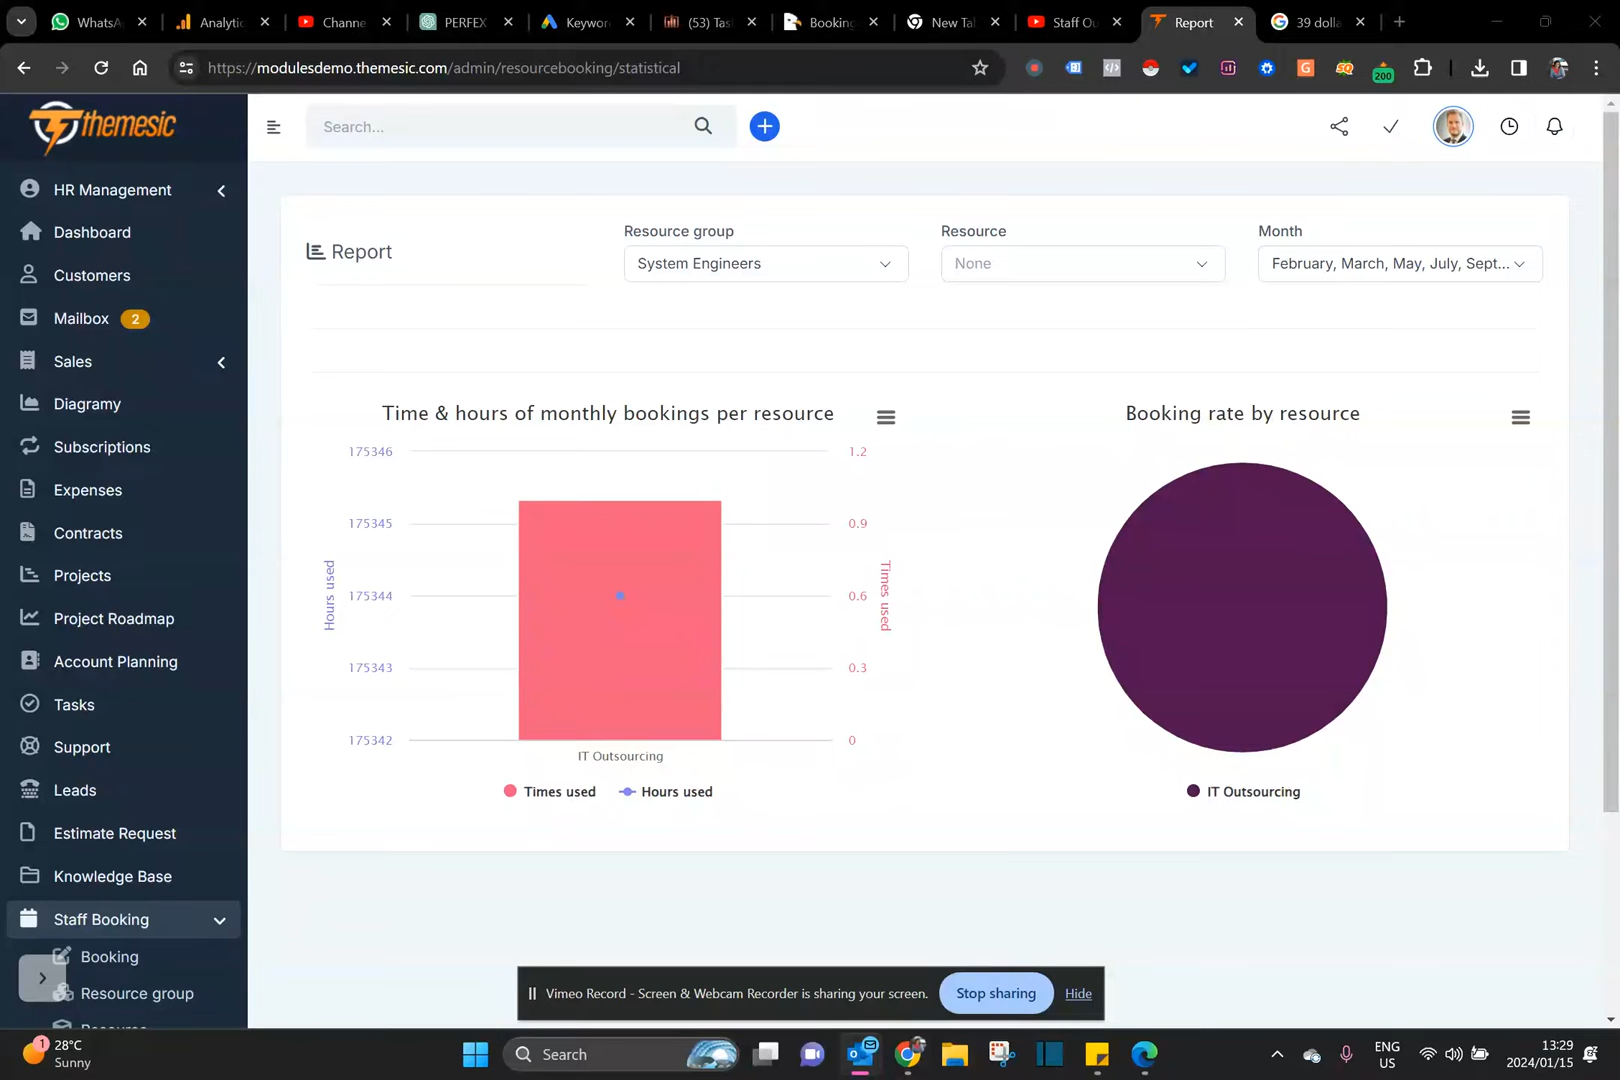 WhatsA
Analytic
Channe
PERFEX
Keywor
(53) Tas
Booking
New Tal
Staff Ou
Report
39 dolla
https://modulesdemo.themesic.com/admin/resourcebooking/statistical
200
themesic
Search...
HR Management
Dashboard
Customers
Mailbox 2
Sales
Diagramy
Subscriptions
Expenses
Contracts
Projects
Project Roadmap
Account Planning
Tasks
Support
Leads
Estimate Request
Knowledge Base
Staff Booking
Booking
Resource group
Report
Resource group
System Engineers
Resource
None
Month
February, March, May, July, Sept...
Time & hours of monthly bookings per resource
175346
175345
175344
175343
175342
Hours used
1.2
0.9
0.6
0.3
0
Times used
IT Outsourcing
Times used
Hours used
Booking rate by resource
IT Outsourcing
Vimeo Record - Screen & Webcam Recorder is sharing your screen.
Stop sharing
Hide
1
28°C
Sunny
Search
ENG
US
13:29
2024/01/15